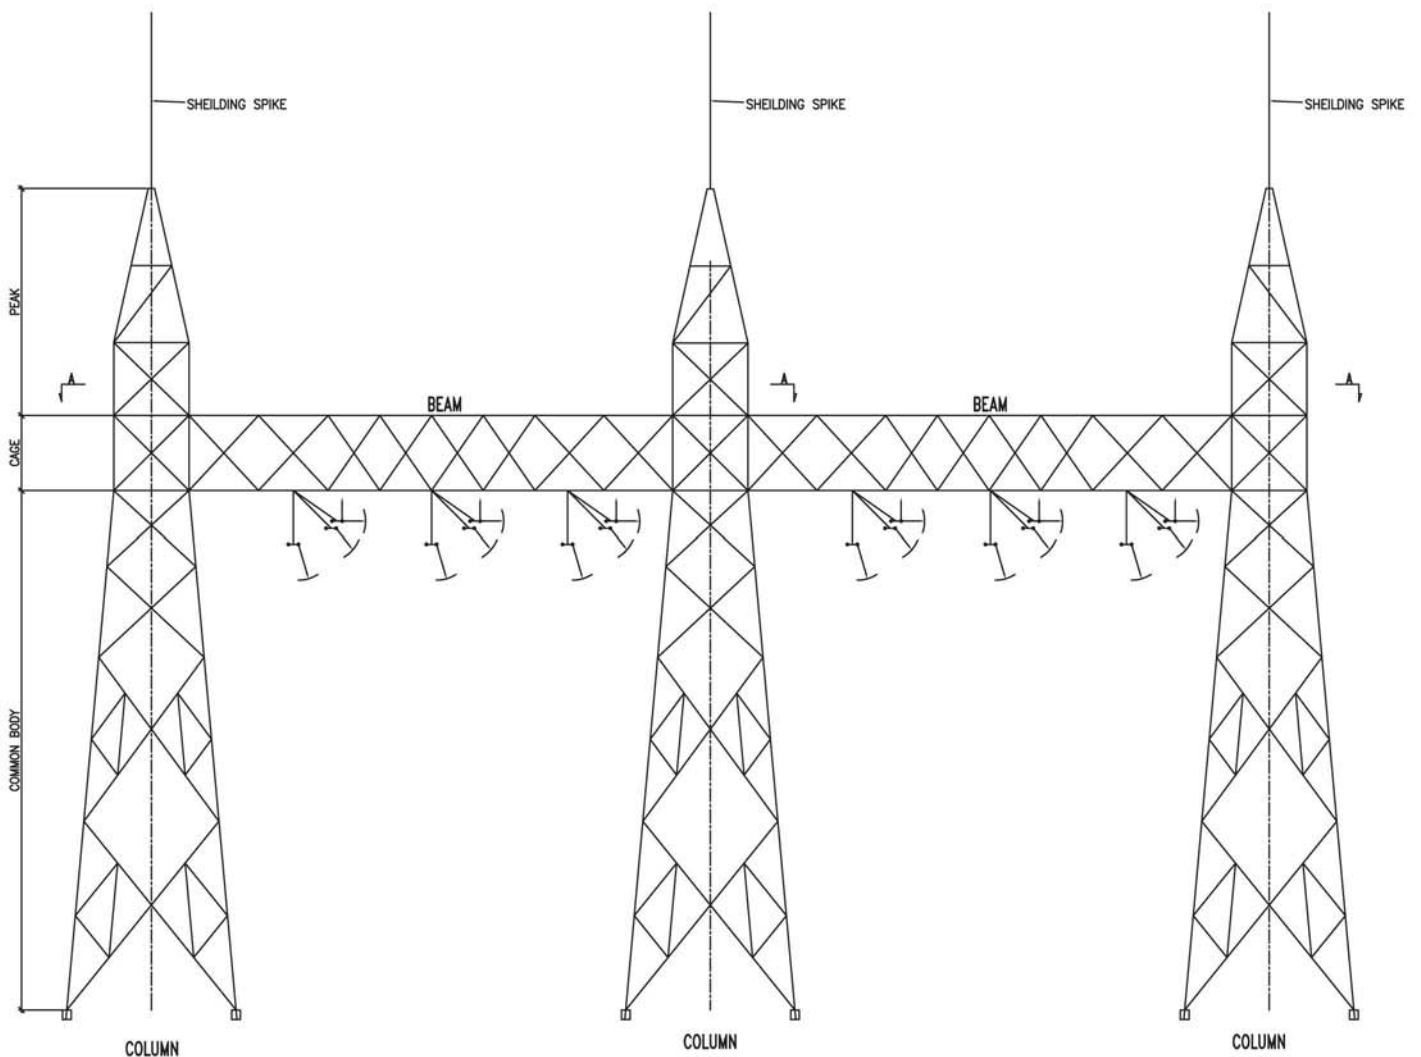 SHEILDING SPIKE
SHEILDING SPIKE
SHEILDING SPIKE
PEAK
A
A
A
BEAM
BEAM
CAGE
COMMON BODY
COLUMN
COLUMN
COLUMN